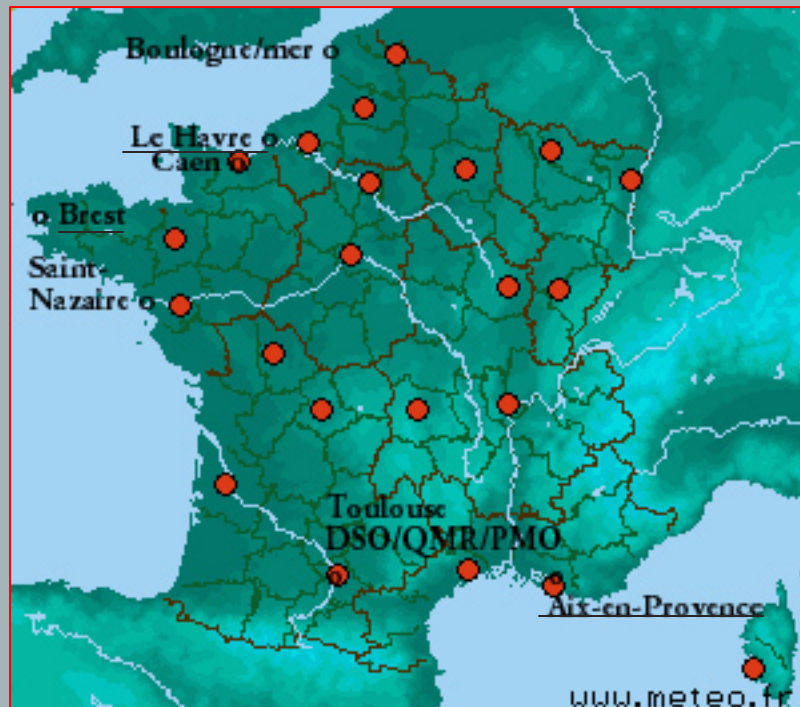 Boulogne/mer o
Le Havre o
Caen o
o Brest
Saint-
Nazaire o
Toulouse
DSO/QMR/PMO
Aix-en-Provence
www.meteo.fr